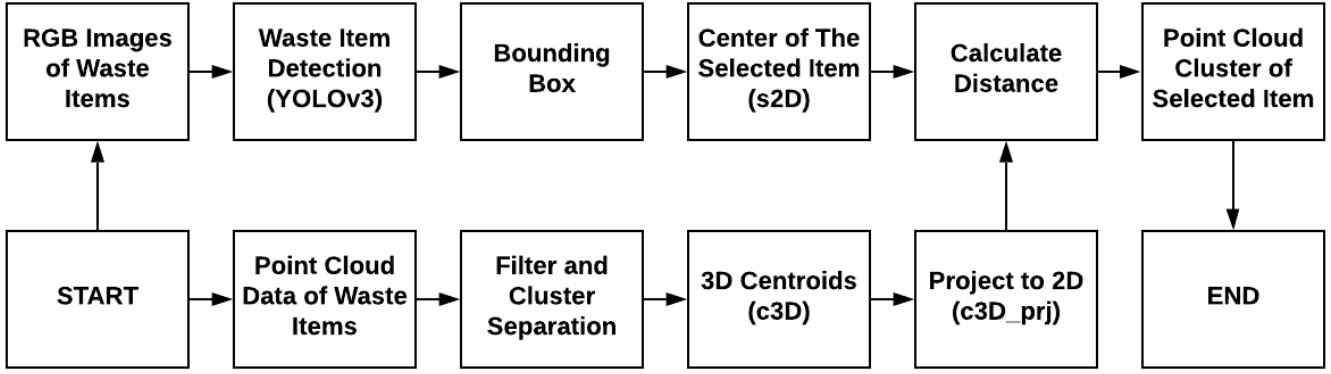 RGB Images
of Waste
Items
Waste Item
Detection
(YOLOv3)
Bounding
Box
Center of The
Selected Item
(s2D)
Calculate
Distance
Point Cloud
Cluster of
Selected Item
START
Point Cloud
Data of Waste
Items
Filter and
Cluster
Separation
3D Centroids
(c3D)
Project to 2D
(c3D_prj)
END